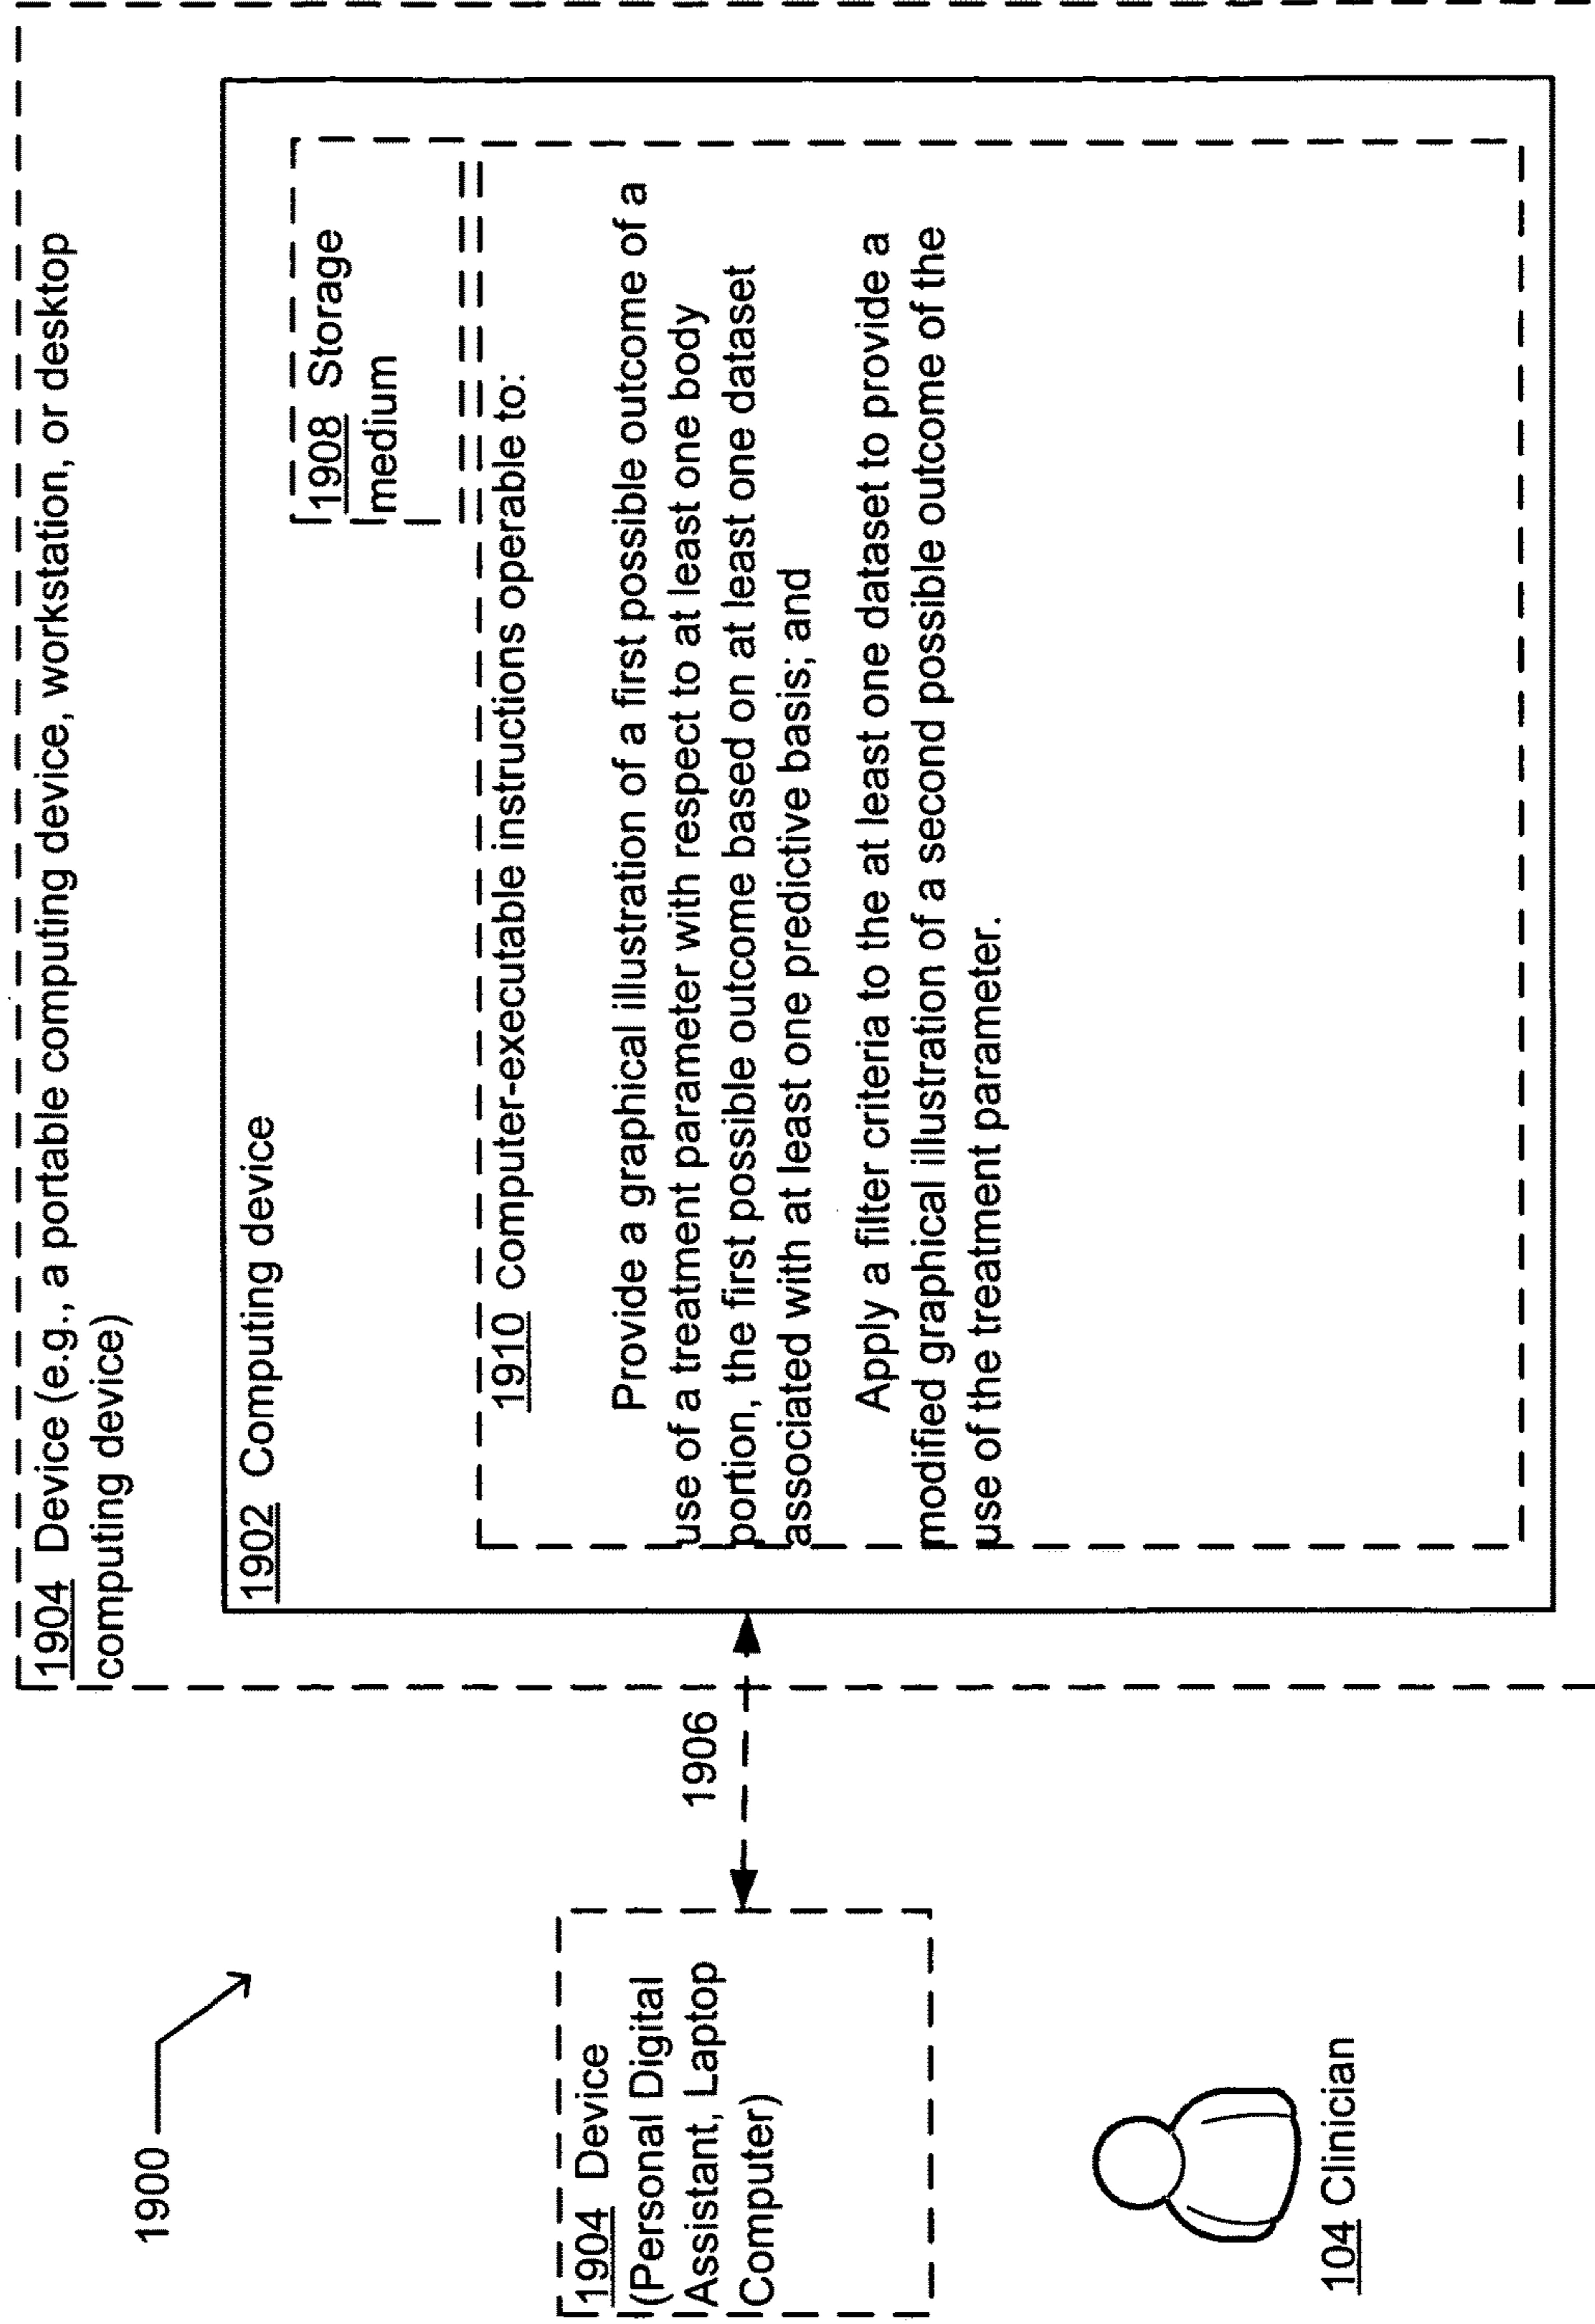 1900
1904 Device (e.g., a portable computing device, workstation, or desktop
computing device)
1902 Computing device
1908 Storage
medium
1910 Computer-executable instructions operable to:
Provide a graphical illustration of a first possible outcome of a
use of a treatment parameter with respect to at least one body
portion, the first possible outcome based on at least one dataset
associated with at least one predictive basis; and
Apply a filter criteria to the at least one dataset to provide a
modified graphical illustration of a second possible outcome of the
use of the treatment parameter.
1906
1904 Device
(Personal Digital
Assistant, Laptop
Computer)
104 Clinician